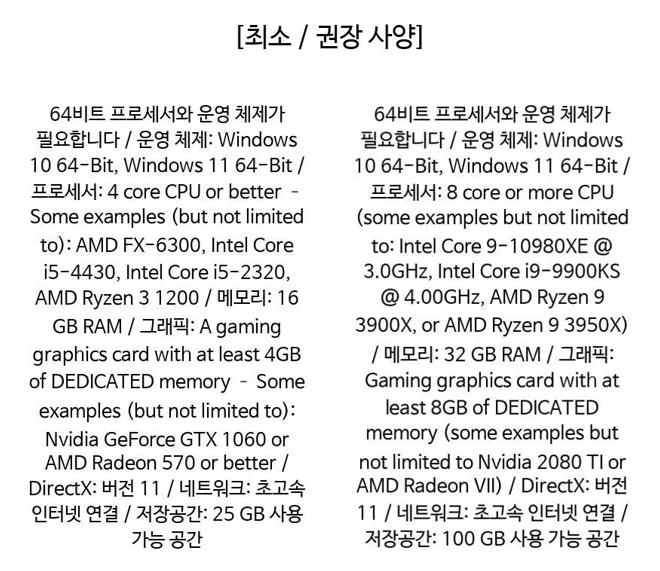 [최소 / 권장 사양]
64비트 프로세서와 운영 체제가
필요합니다 / 운영 체제: Windows
10 64-Bit, Windows 11 64-Bit /
프로세서: 4 core CPU or better -
Some examples (but not limited
to): AMD FX-6300, Intel Core
i5-4430, Intel Core i5-2320,
AMD Ryzen 3 1200 / 메모리: 16
GB RAM / 그래픽: A gaming
graphics card with at least 4GB
of DEDICATED memory - Some
examples (but not limited to):
Nvidia GeForce GTX 1060 or
AMD Radeon 570 or better /
DirectX: 버전 11 / 네트워크: 초고속
인터넷 연결 / 저장공간: 25 GB 사용
가능 공간
64비트 프로세서와 운영 체제가
필요합니다 / 운영 체제: Windows
10 64-Bit, Windows 11 64-Bit /
프로세서: 8 core or more CPU
(some examples but not limited
to: Intel Core 9-10980XE @
3.0GHz, Intel Core i9-9900KS
@ 4.00GHz, AMD Ryzen 9
3900X, or AMD Ryzen 9 3950X)
/ 메모리: 32 GB RAM / 그래픽:
Gaming graphics card with at
least 8GB of DEDICATED
memory (some examples but
not limited to Nvidia 2080 TI or
AMD Radeon VII) / DirectX: 버전
11 / 네트워크: 초고속 인터넷 연결 /
저장공간: 100 GB 사용 가능 공간